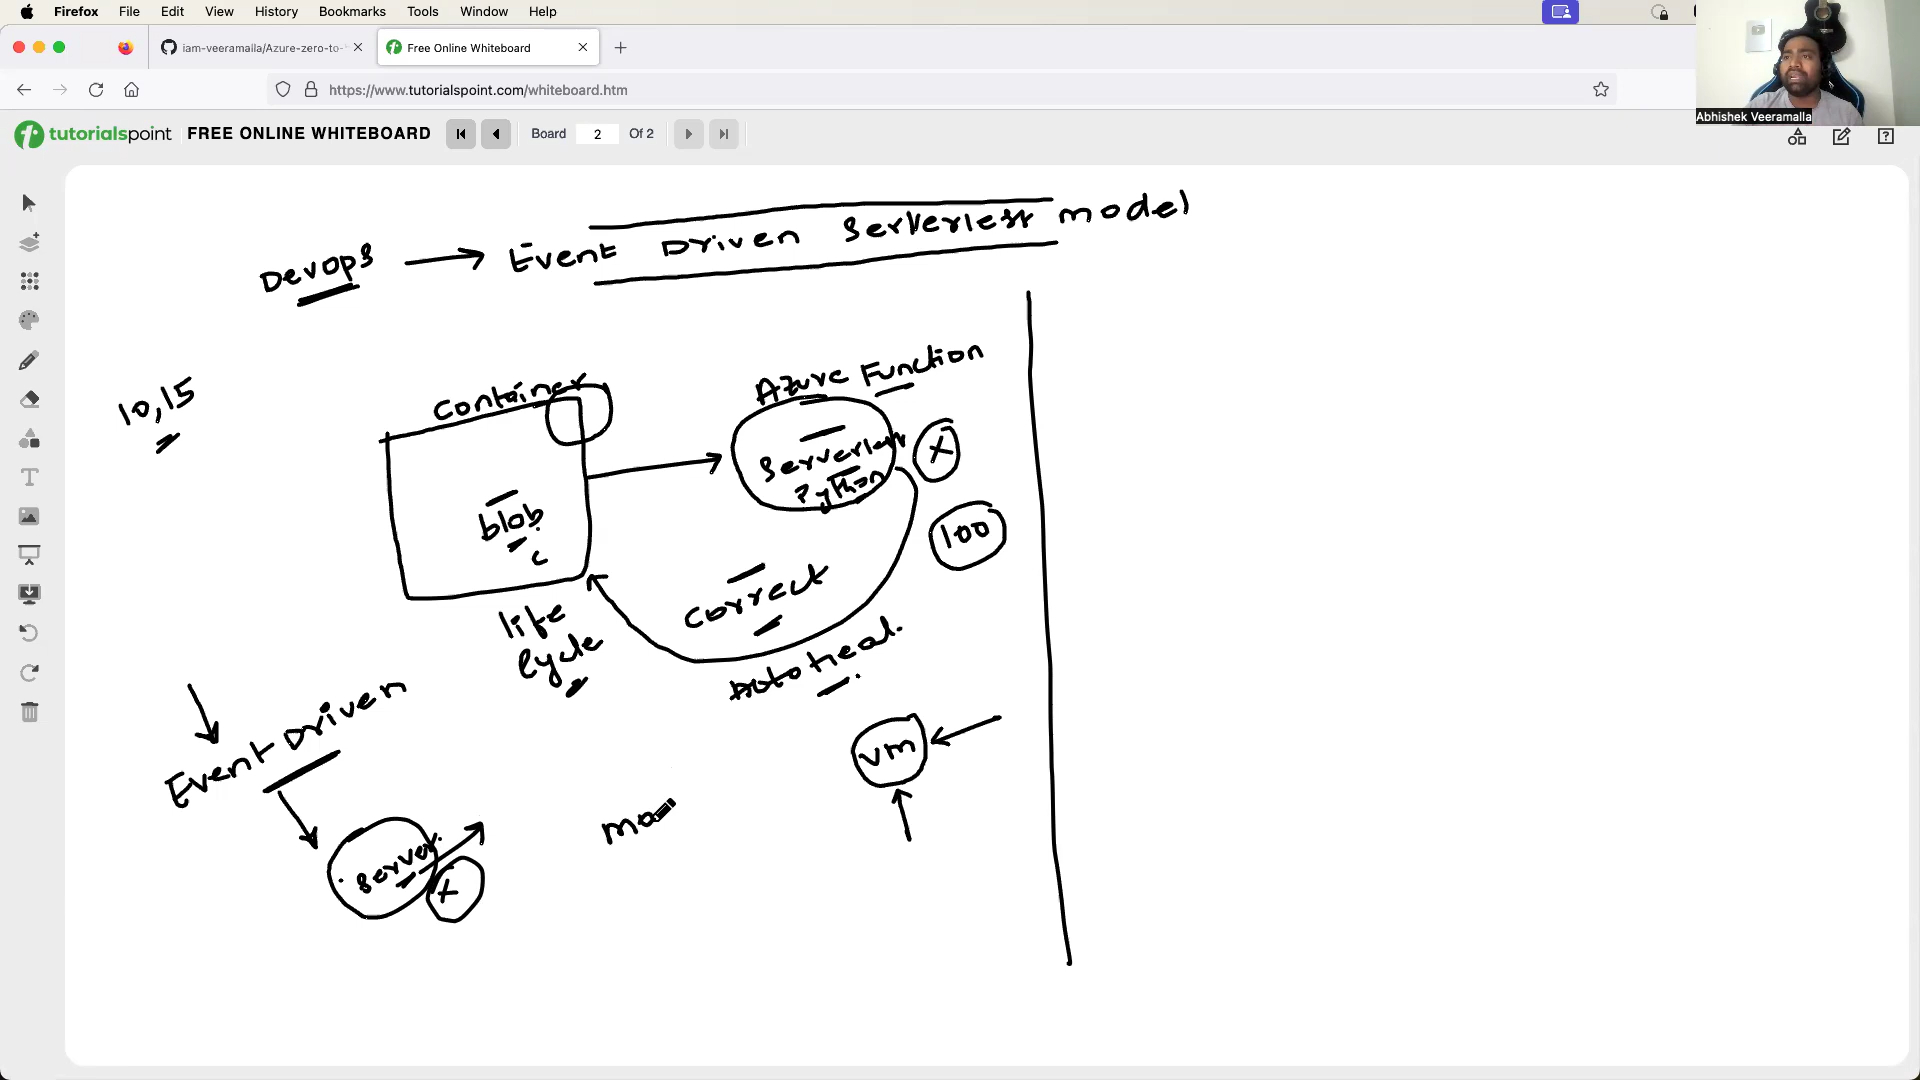 Firefox File Edit View History Bookmarks Tools Window Help
iam-veeramalla/Azure-zero-to-
Free Online Whiteboard
https://www.tutorialspoint.com/whiteboard.htm
Abhishek Veeramalla
tutorialspoint FREE ONLINE WHITEBOARD Board 2 Of 2
Devops → Event Driven Serverless model
10,15
Container
Azure Function
Serverless
Python
X
100
blob
c
Correct
life
Cycle
Auto heal.
Event Driven
server
X
vm
mo